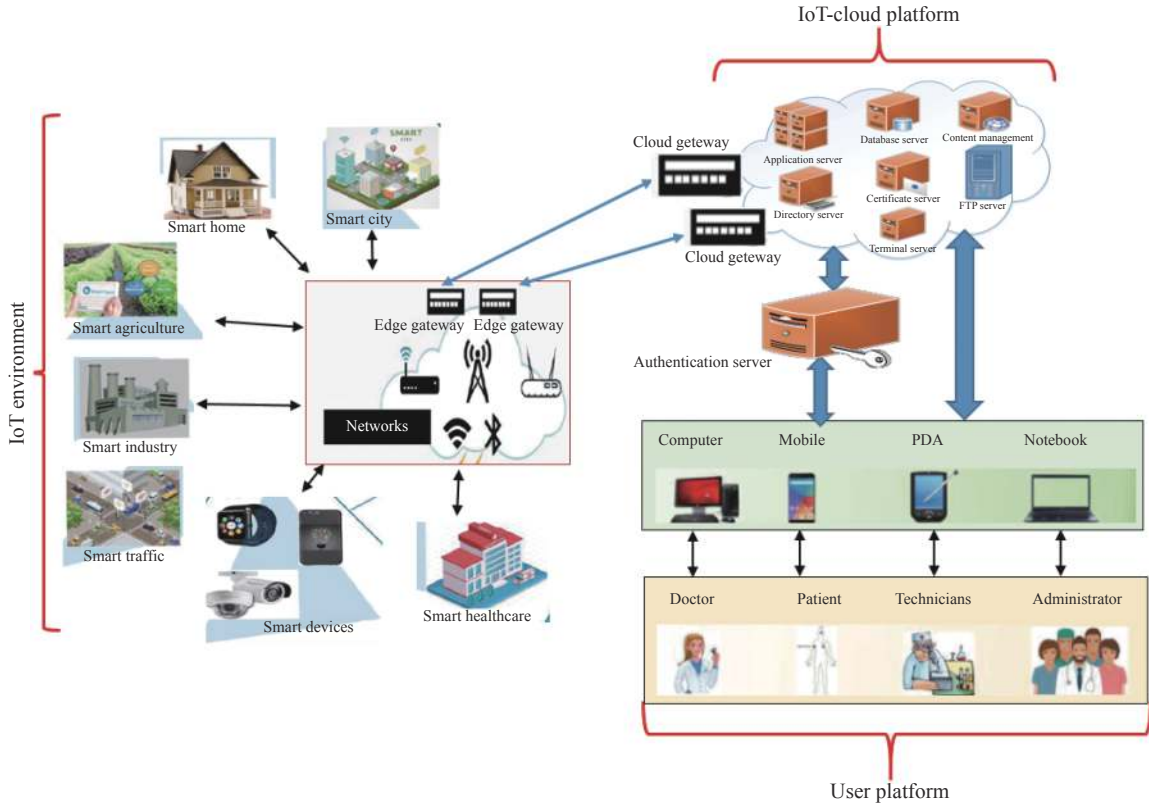 IoT-cloud platform
Cloud geteway
Application server
Database server
Content management
Directory server
Certificate server
FTP server
Terminal server
Cloud geteway
SMART
CITY
Smart home
Smart city
Smart agriculture
Edge gateway
Edge gateway
IoT environment
Authentication server
Smart industry
Networks
Computer
Mobile
PDA
Notebook
Smart traffic
Smart devices
Smart healthcare
Doctor
Patient
Technicians
Administrator
User platform